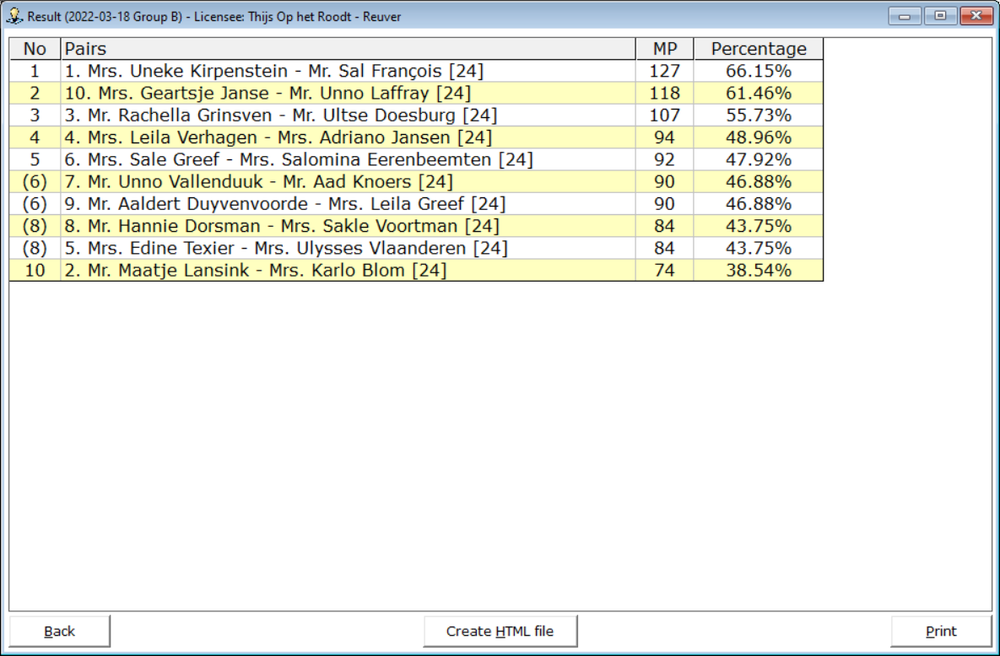 Result (2022-03-18 Group B) - Licensee: Thijs Op het Roodt - Reuver
No Pairs MP Percentage
1 1. Mrs. Uneke Kirpenstein - Mr. Sal François [24] 127 66.15%
2 10. Mrs. Geartsje Janse - Mr. Unno Laffray [24] 118 61.46%
3 3. Mr. Rachella Grinsven - Mr. Ultse Doesburg [24] 107 55.73%
4 4. Mrs. Leila Verhagen - Mrs. Adriano Jansen [24] 94 48.96%
5 6. Mrs. Sale Greef - Mrs. Salomina Eerenbeemten [24] 92 47.92%
(6) 7. Mr. Unno Vallenduuk - Mr. Aad Knoers [24] 90 46.88%
(6) 9. Mr. Aaldert Duyvenvoorde - Mrs. Leila Greef [24] 90 46.88%
(8) 8. Mr. Hannie Dorsman - Mrs. Sakle Voortman [24] 84 43.75%
(8) 5. Mrs. Edine Texier - Mrs. Ulysses Vlaanderen [24] 84 43.75%
10 2. Mr. Maatje Lansink - Mrs. Karlo Blom [24] 74 38.54%
Back Create HTML file Print